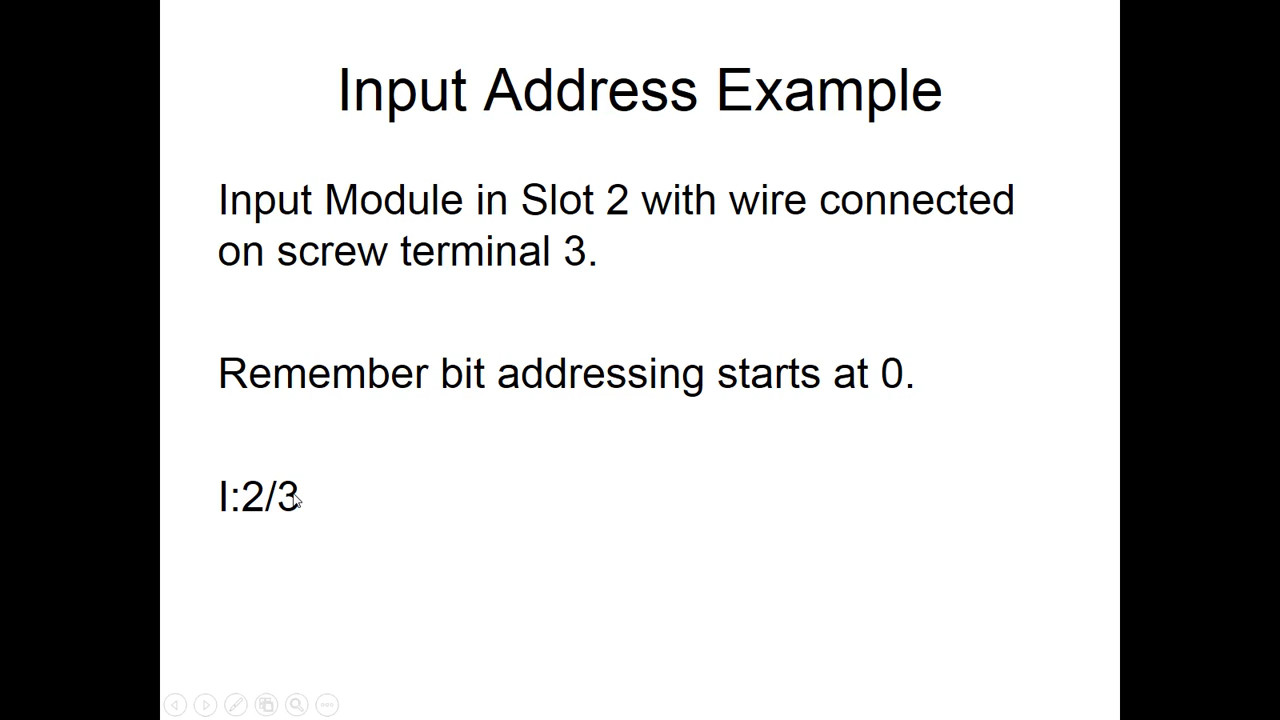 Input Address Example
Input Module in Slot 2 with wire connected
on screw terminal 3.
Remember bit addressing starts at 0.
I:2/3